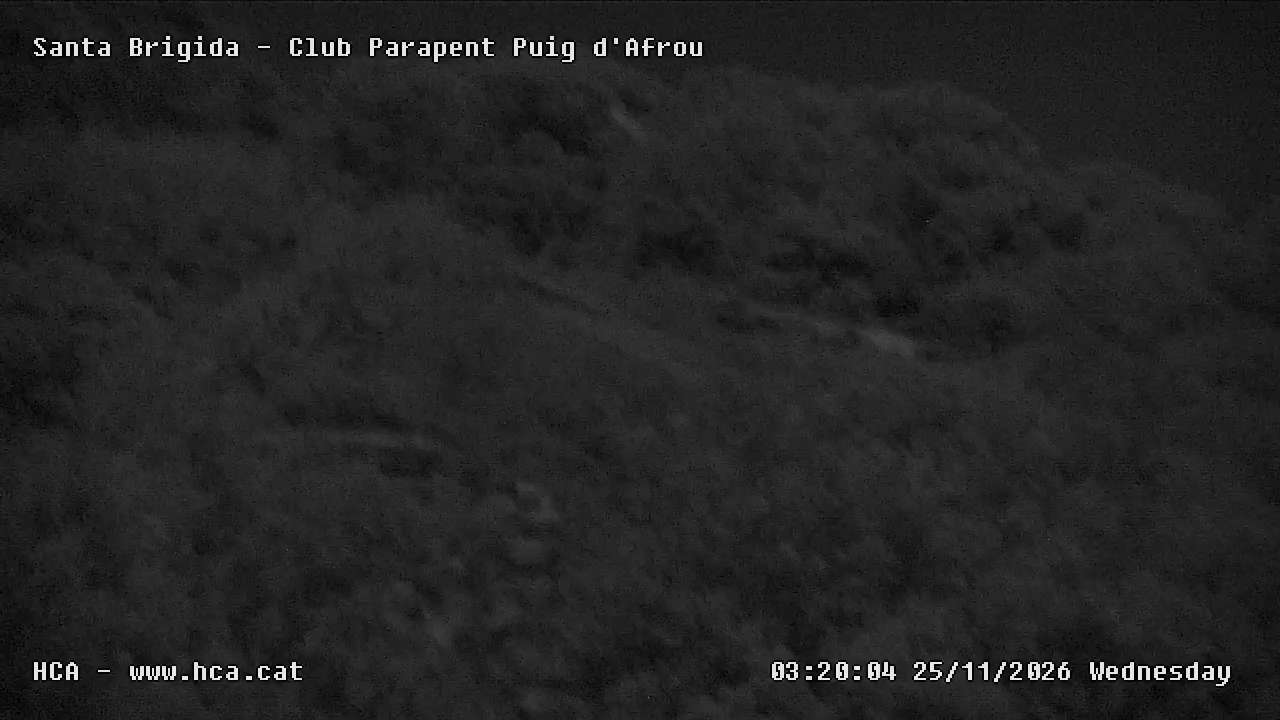 Santa Brigida - Club Parapent Puig d'Afrou
HCA - www.hca.cat
03:20:04 25/11/2026 Wednesday